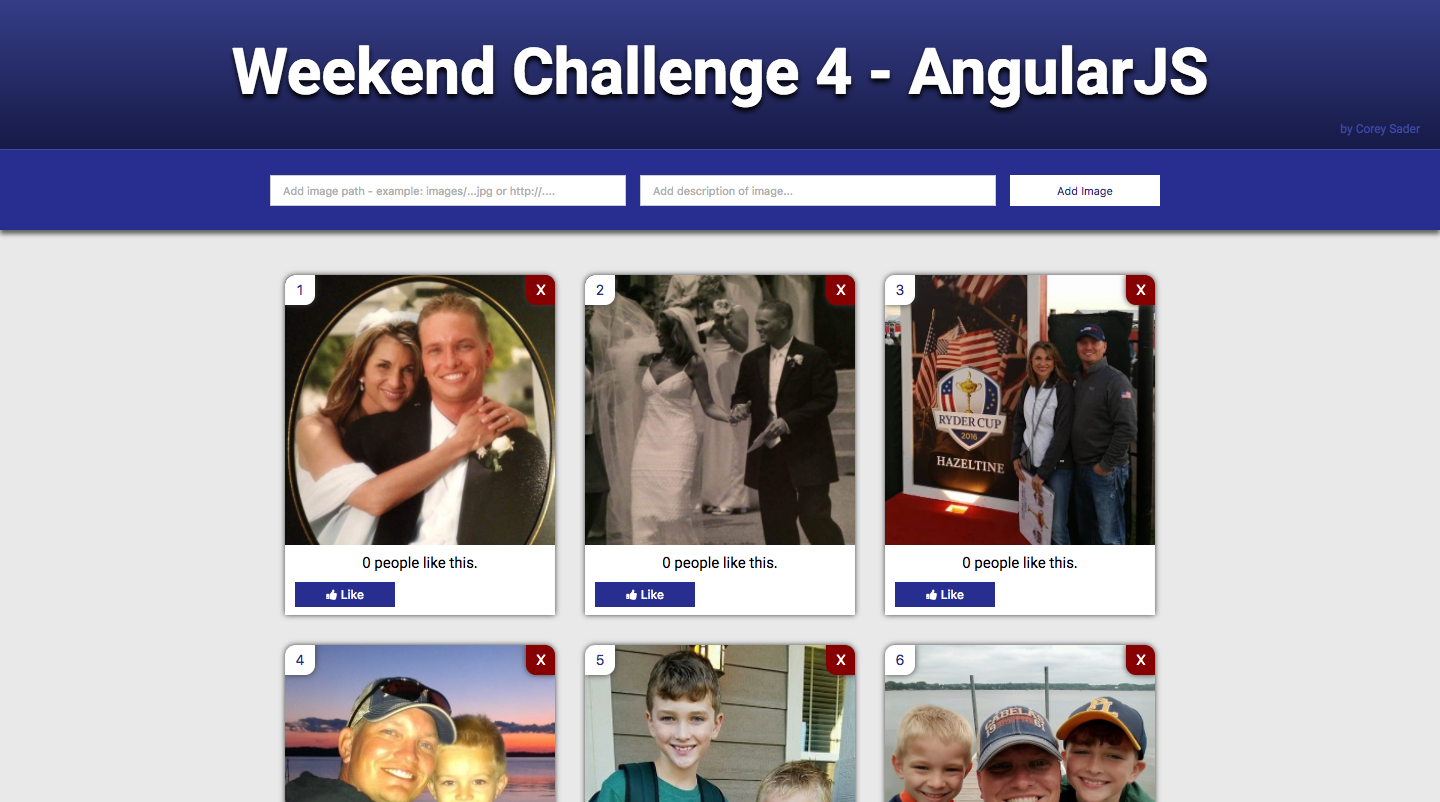 Weekend Challenge 4 - AngularJS
by Corey Sader
Add image path - example: images/...jpg or http://....
Add description of image...
Add Image
1
X
2
X
3
X
RYDER CUP
2016
HAZELTINE
0 people like this.
0 people like this.
0 people like this.
Like
Like
Like
4
X
5
X
6
X
CABELA'S